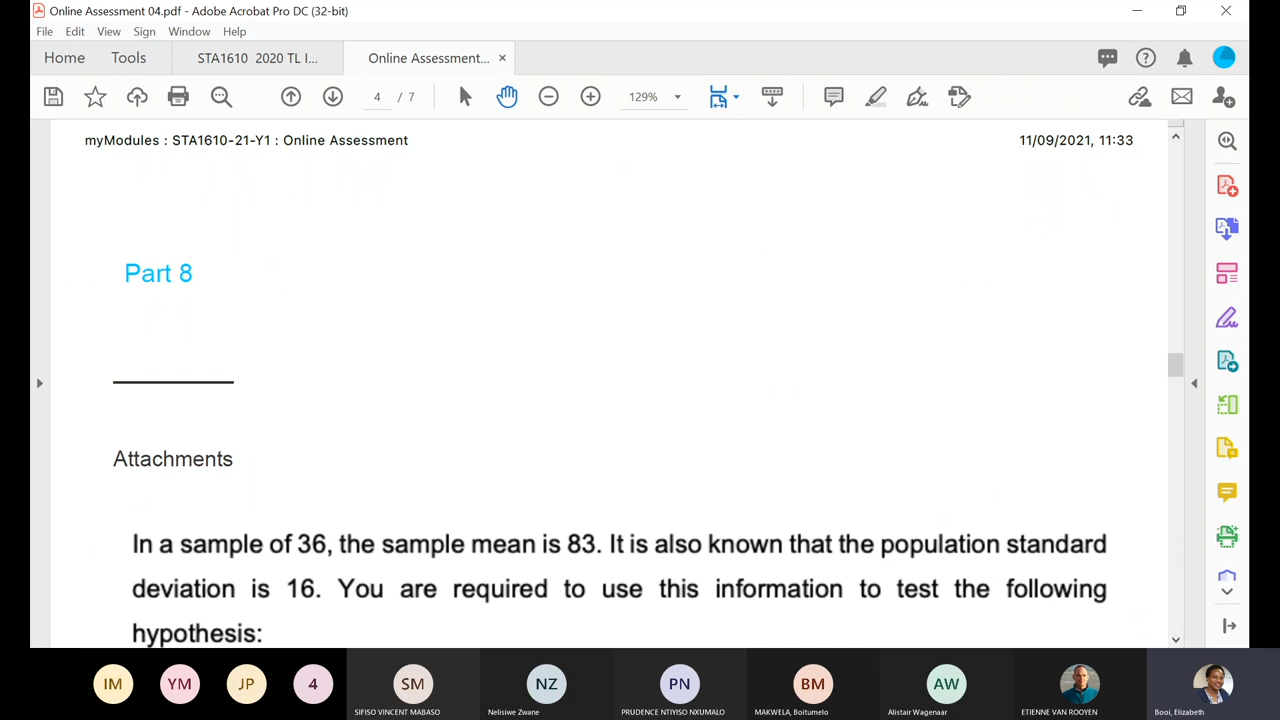 Online Assessment 04.pdf - Adobe Acrobat Pro DC (32-bit)
File Edit View Sign Window Help
Home Tools STA1610 2020 TL I... Online Assessment... ×
4 / 7 129%
myModules : STA1610-21-Y1 : Online Assessment 11/09/2021, 11:33
Part 8
Attachments
In a sample of 36, the sample mean is 83. It is also known that the population standard
deviation is 16. You are required to use this information to test the following
hypothesis:
IM YM JP 4 SM NZ PN BM AW
SIFISO VINCENT MABASO Nelisiwe Zwane PRUDENCE NTIYISO NXUMALO MAKWELA, Boitumelo Alistair Wagenaar ETIENNE VAN ROOYEN Booi, Elizabeth